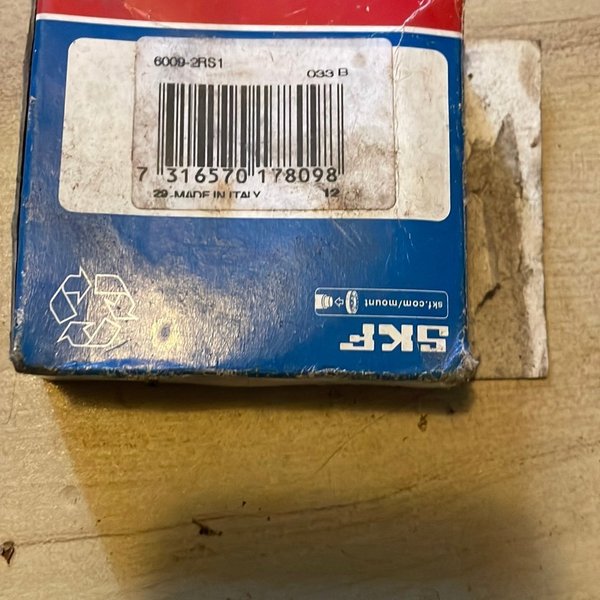 6009-2RS1
033 B
7 316570 178098
29 MADE IN ITALY 12
skf.com/mount
SKF